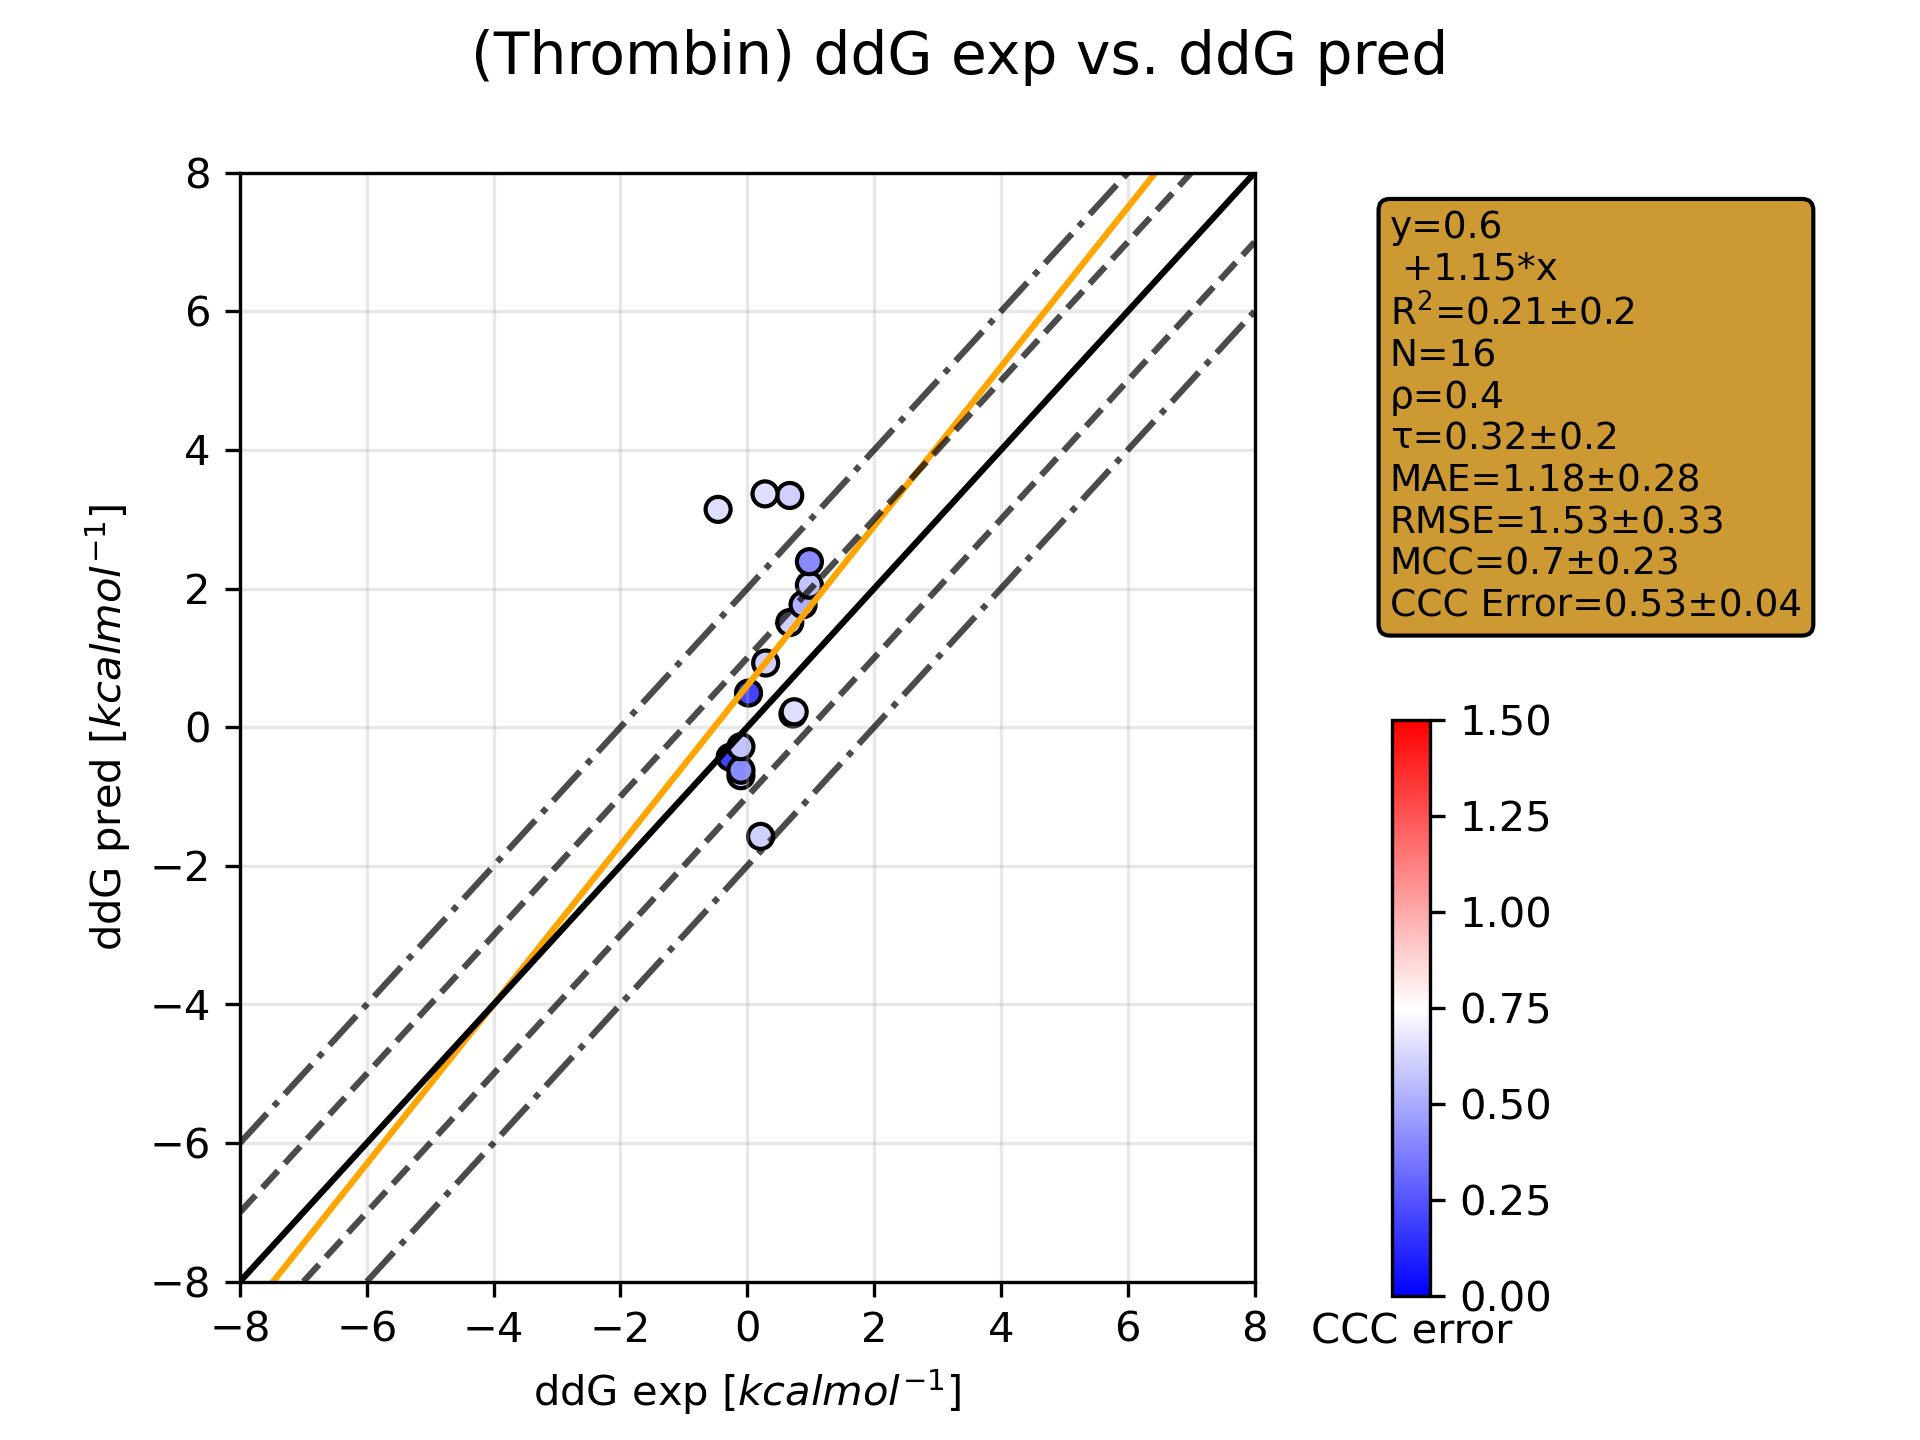 (Thrombin) ddG exp vs. ddG pred
8
6
4
2
0
−2
−4
−6
−8
ddG pred [kcalmol⁻¹]
−8 −6 −4 −2 0 2 4 6 8
ddG exp [kcalmol⁻¹]
y=0.6
+1.15*x
R²=0.21±0.2
N=16
ρ=0.4
τ=0.32±0.2
MAE=1.18±0.28
RMSE=1.53±0.33
MCC=0.7±0.23
CCC Error=0.53±0.04
1.50
1.25
1.00
0.75
0.50
0.25
0.00
CCC error